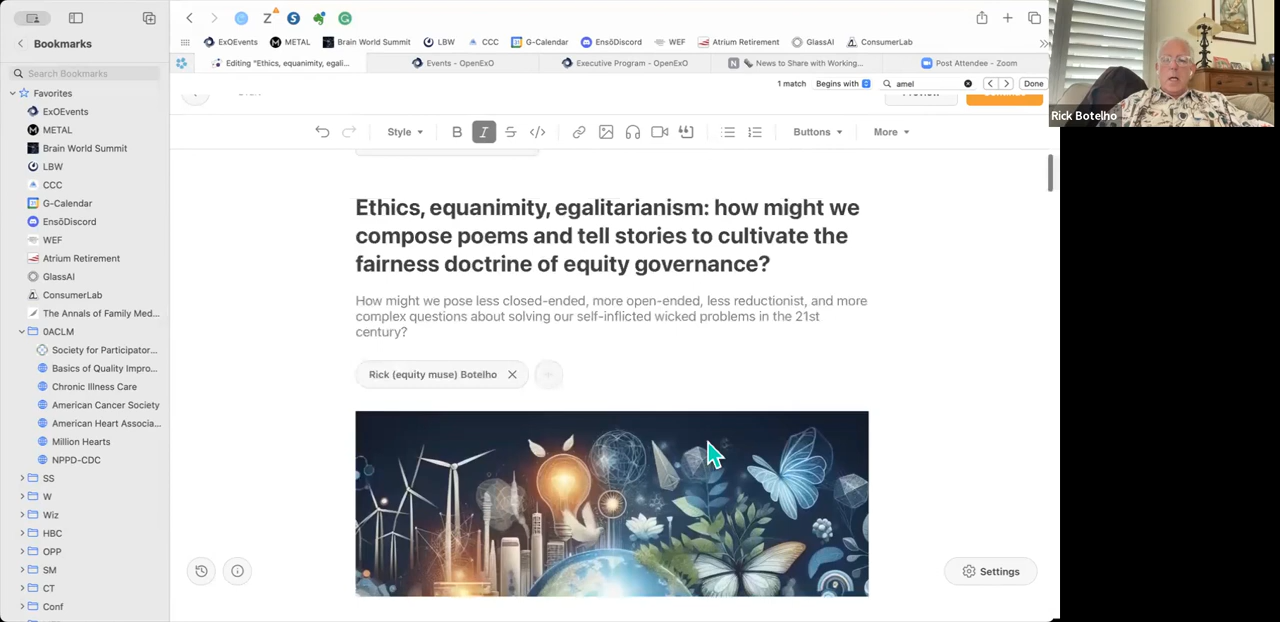 Bookmarks
Search Bookmarks
Favorites
ExOEvents
METAL
Brain World Summit
LBW
CCC
G-Calendar
EnsōDiscord
WEF
Atrium Retirement
GlassAI
ConsumerLab
The Annals of Family Med...
0ACLM
Society for Participator...
Basics of Quality Impro...
Chronic Illness Care
American Cancer Society
American Heart Associa...
Million Hearts
NPPD-CDC
SS
W
Wiz
HBC
OPP
SM
CT
Conf
ExOEvents METAL Brain World Summit LBW CCC G-Calendar EnsōDiscord WEF Atrium Retirement GlassAI ConsumerLab
Editing "Ethics, equanimity, egali... Events - OpenExO Executive Program - OpenExO News to Share with Working... Post Attendee - Zoom
1 match Begins with amel Done
Style B I S Buttons More
Ethics, equanimity, egalitarianism: how might we
compose poems and tell stories to cultivate the
fairness doctrine of equity governance?
How might we pose less closed-ended, more open-ended, less reductionist, and more
complex questions about solving our self-inflicted wicked problems in the 21st
century?
Rick (equity muse) Botelho
Settings
Rick Botelho